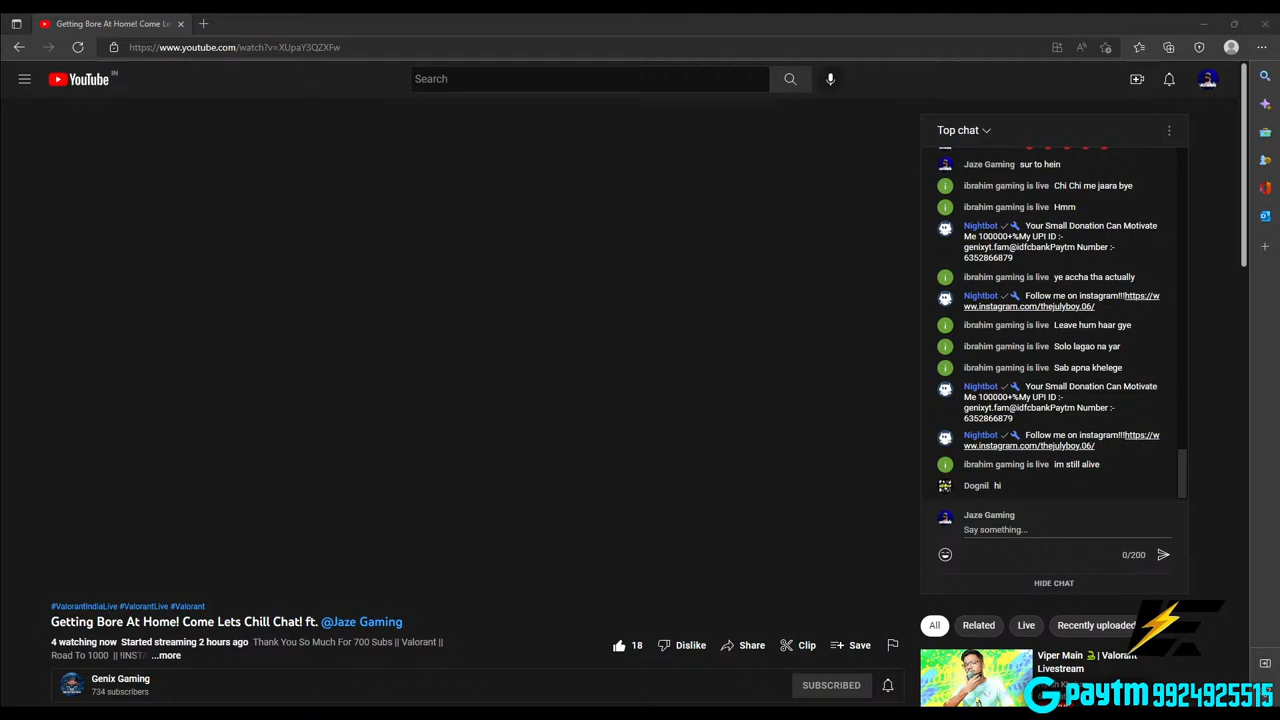 Getting Bore At Home! Come Le
https://www.youtube.com/watch?v=XUpaY3QZXFw
YouTube IN
Search
Top chat
Jaze Gaming sur to hein
ibrahim gaming is live Chi Chi me jaara bye
ibrahim gaming is live Hmm
Nightbot Your Small Donation Can Motivate
Me 100000+%My UPI ID :-
genixyt.fam@idfcbankPaytm Number :-
6352866879
ibrahim gaming is live ye accha tha actually
Nightbot Follow me on instagram!!!https://w
ww.instagram.com/thejulyboy.06/
ibrahim gaming is live Leave hum haar gye
ibrahim gaming is live Solo lagao na yar
ibrahim gaming is live Sab apna khelege
Nightbot Your Small Donation Can Motivate
Me 100000+%My UPI ID :-
genixyt.fam@idfcbankPaytm Number :-
6352866879
Nightbot Follow me on instagram!!!https://w
ww.instagram.com/thejulyboy.06/
ibrahim gaming is live im still alive
Dognil hi
Jaze Gaming
Say something...
0/200
HIDE CHAT
#ValorantIndiaLive #ValorantLive #Valorant
Getting Bore At Home! Come Lets Chill Chat! ft. @Jaze Gaming
4 watching now Started streaming 2 hours ago Thank You So Much For 700 Subs || Valorant ||
Road To 1000 || !INSTA ...more
18 Dislike Share Clip Save
Genix Gaming
734 subscribers
SUBSCRIBED
All Related Live Recently uploaded
Viper Main | Valorant
Livestream
paytm 9924925515